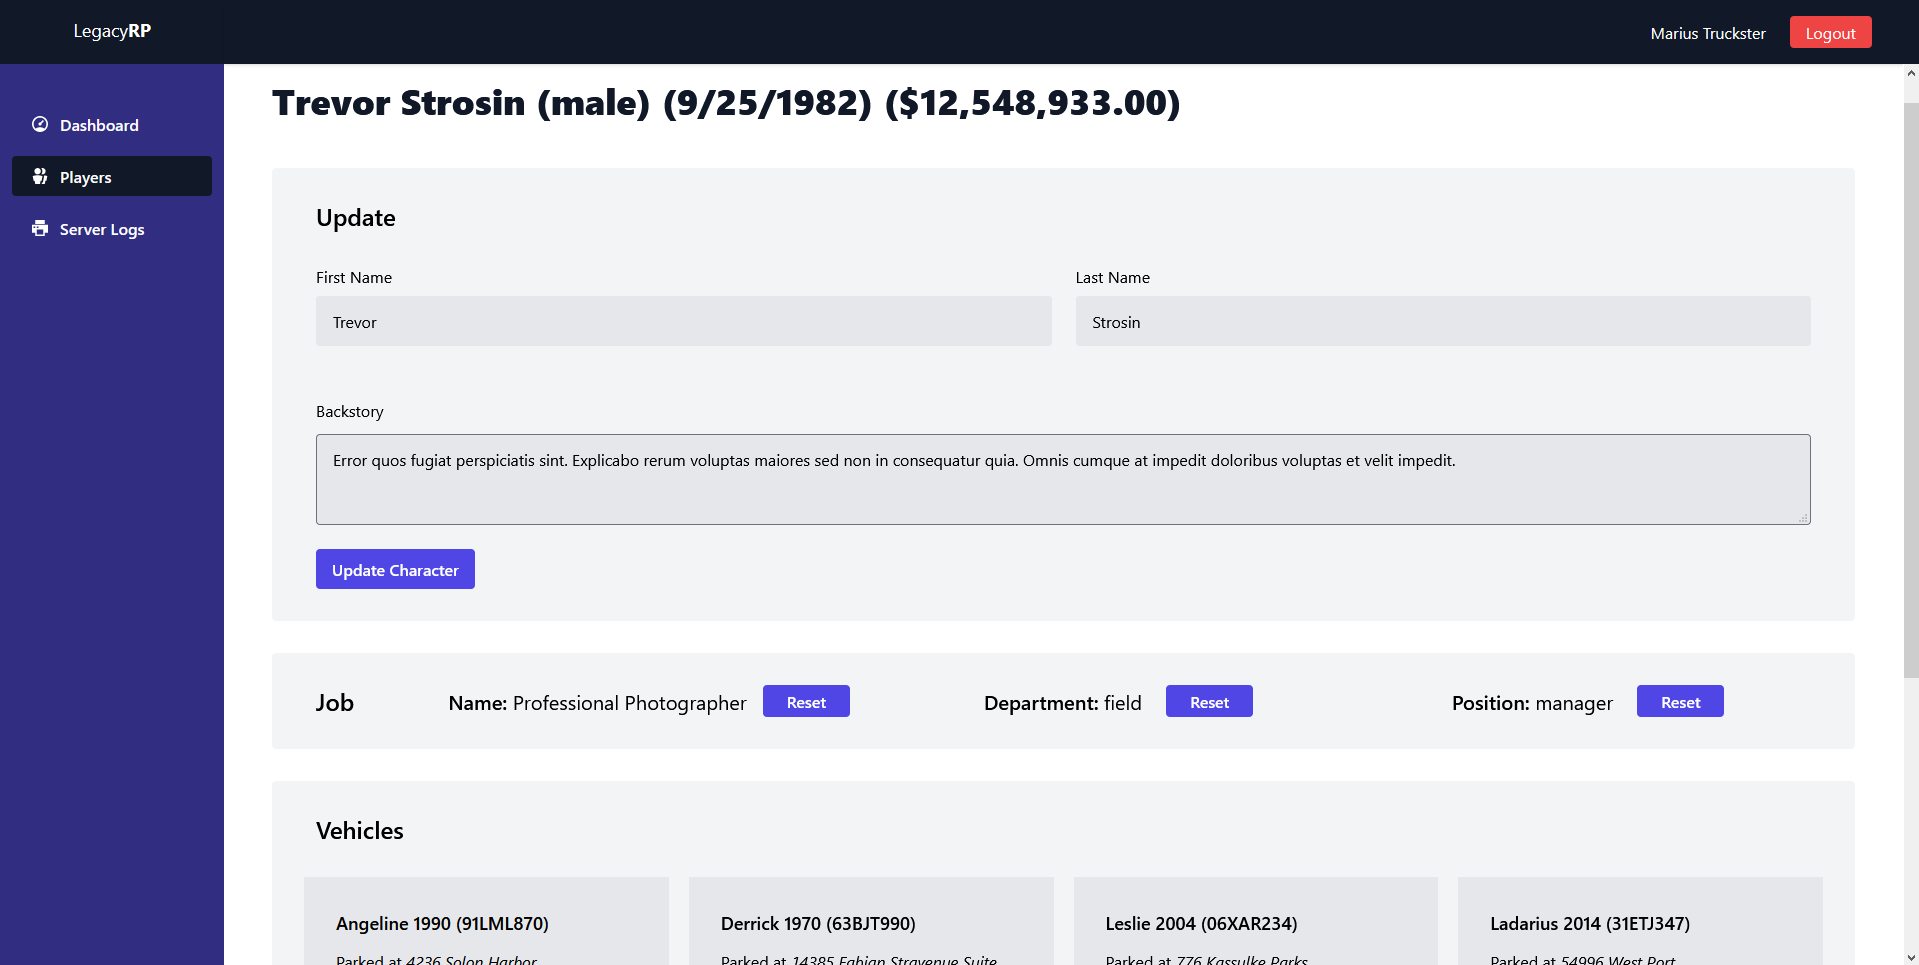 LegacyRP
Marius Truckster
Logout
Dashboard
Players
Server Logs
Trevor Strosin (male) (9/25/1982) ($12,548,933.00)
Update
First Name
Last Name
Trevor
Strosin
Backstory
Error quos fugiat perspiciatis sint. Explicabo rerum voluptas maiores sed non in consequatur quia. Omnis cumque at impedit doloribus voluptas et velit impedit.
Update Character
Job
Name: Professional Photographer
Reset
Department: field
Reset
Position: manager
Reset
Vehicles
Angeline 1990 (91LML870)
Parked at 4236 Solon Harbor
Derrick 1970 (63BJT990)
Parked at 14385 Fabian Stravenue Suite
Leslie 2004 (06XAR234)
Parked at 776 Kassulke Parks
Ladarius 2014 (31ETJ347)
Parked at 54996 West Port